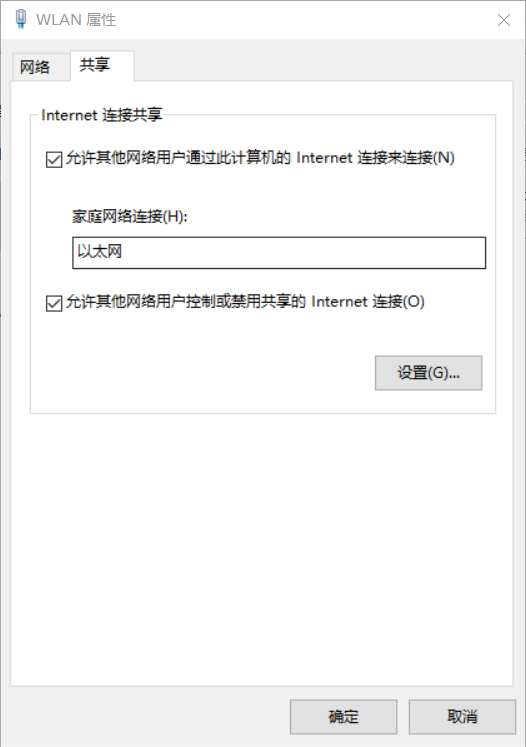 WLAN 属性
网络
共享
Internet 连接共享
允许其他网络用户通过此计算机的 Internet 连接来连接(N)
家庭网络连接(H):
以太网
允许其他网络用户控制或禁用共享的 Internet 连接(O)
设置(G)...
确定
取消